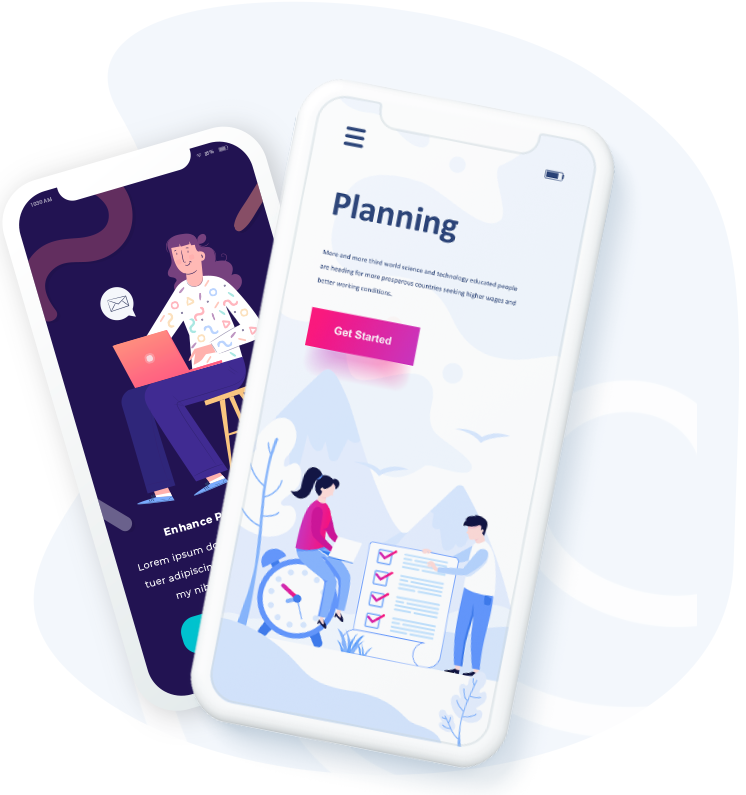 10:20 AM
Enhance P
Lorem ipsum do
tuer adipiscin
my nib
Planning
More and more third world science and technology educated people
are heading for more prosperous countries seeking higher wages and
better working conditions.
Get Started